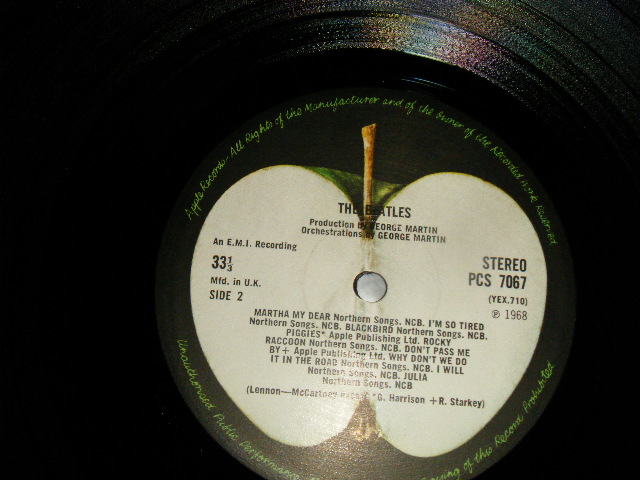 Apple Records All Rights of the Manufacturer and of the Owner of the Recorded Work Reserved
THE BEATLES
Production by GEORGE MARTIN
Orchestrations by GEORGE MARTIN
An E.M.I. Recording
33⅓
Mfd. in U.K.
SIDE 2
STEREO
PCS 7067
(YEX.710)
℗ 1968
MARTHA MY DEAR Northern Songs. NCB. I'M SO TIRED
Northern Songs. NCB. BLACKBIRD Northern Songs. NCB.
PIGGIES* Apple Publishing Ltd. ROCKY
RACCOON Northern Songs. NCB. DON'T PASS ME
BY+ Apple Publishing Ltd. WHY DON'T WE DO
IT IN THE ROAD Northern Songs. NCB. I WILL
Northern Songs. NCB. JULIA
Northern Songs. NCB
(Lennon—McCartney except *G. Harrison +R. Starkey)
Unauthorised Public Performance
of this Record Prohibited